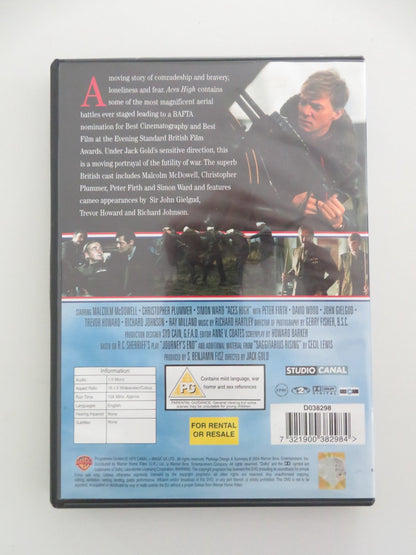 A moving story of comradeship and bravery,
loneliness and fear. Aces High contains
some of the most magnificent aerial
battles ever staged leading to a BAFTA
nomination for Best Cinematography and Best
Film at the Evening Standard British Film
Awards. Under Jack Gold's sensitive direction, this
is a moving portrayal of the futility of war. The superb
British cast includes Malcolm McDowell, Christopher
Plummer, Peter Firth and Simon Ward and features
cameo appearances by Sir John Gielgud,
Trevor Howard and Richard Johnson.
STARRING MALCOLM McDOWELL · CHRISTOPHER PLUMMER · SIMON WARD "ACES HIGH" WITH PETER FIRTH · DAVID WOOD · JOHN GIELGUD
TREVOR HOWARD · RICHARD JOHNSON · RAY MILLAND MUSIC BY RICHARD HARTLEY DIRECTOR OF PHOTOGRAPHY GERRY FISHER, B.S.C.
PRODUCTION DESIGNER SYD CAIN, G.F.A.D. EDITOR ANNE V. COATES SCREENPLAY BY HOWARD BARKER
BASED ON R.C. SHERRIFF'S PLAY "JOURNEY'S END" AND ADDITIONAL MATERIAL FROM "SAGGITARIUS RISING" BY CECIL LEWIS
PRODUCED BY S. BENJAMIN FISZ DIRECTED BY JACK GOLD
Information
Audio:
Aspect Ratio:
Run Time:
Languages: English
Hearing Impaired: None
Subtitles: None
PG
Contains mild language, war
horror and sex references
STUDIO CANAL
2
DVD
D038298
FOR RENTAL
OR RESALE
7 321900 382984 >
WB